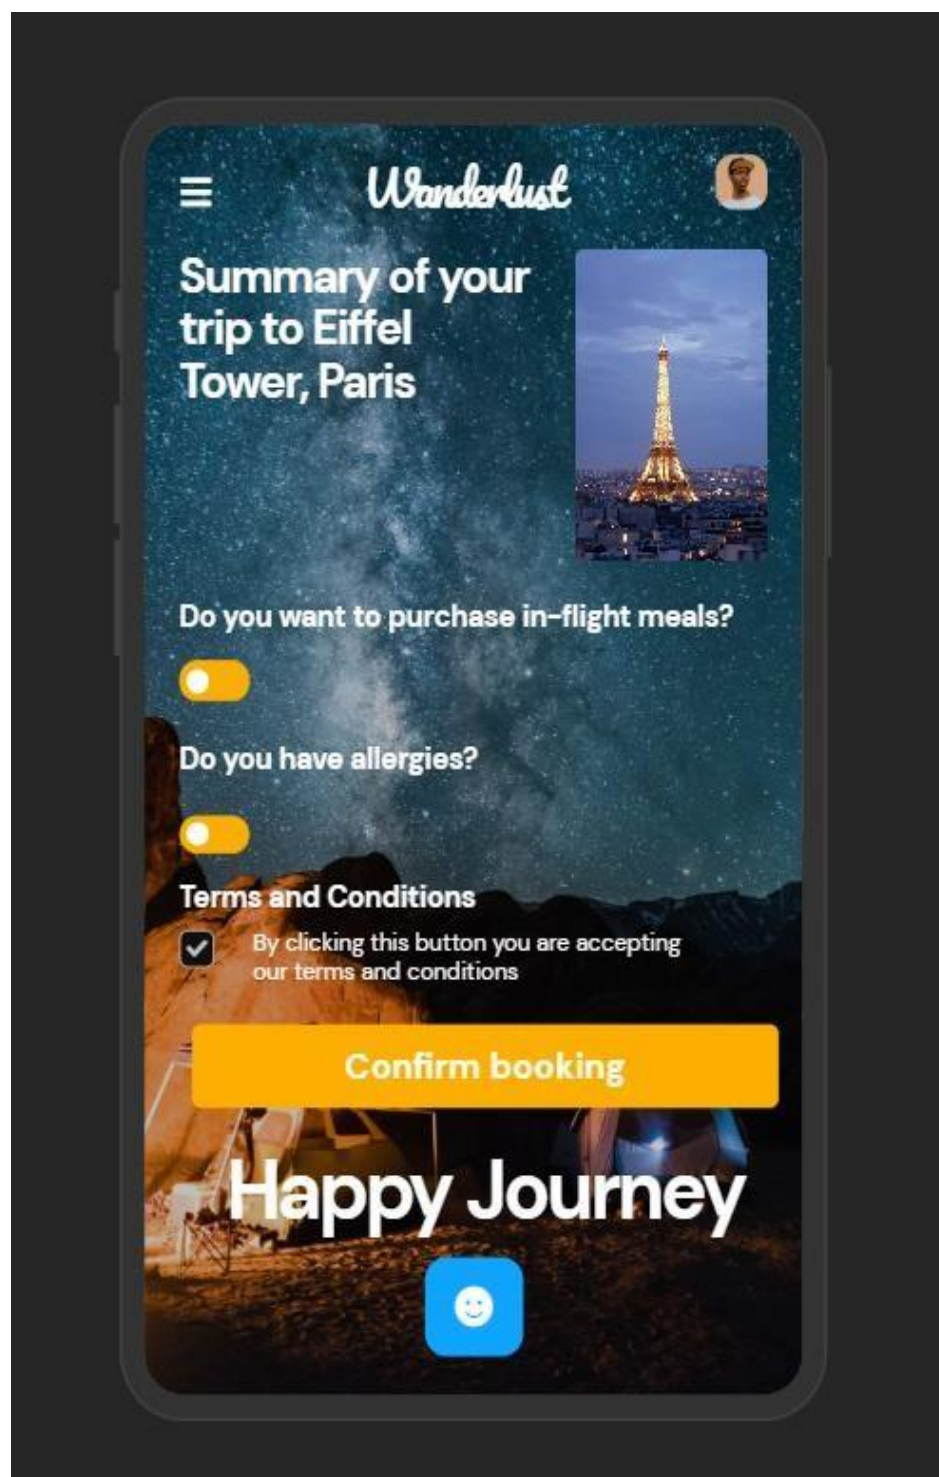 Wanderlust
Summary of your
trip to Eiffel
Tower, Paris
Do you want to purchase in-flight meals?
Do you have allergies?
Terms and Conditions
By clicking this button you are accepting
our terms and conditions
Confirm booking
Happy Journey